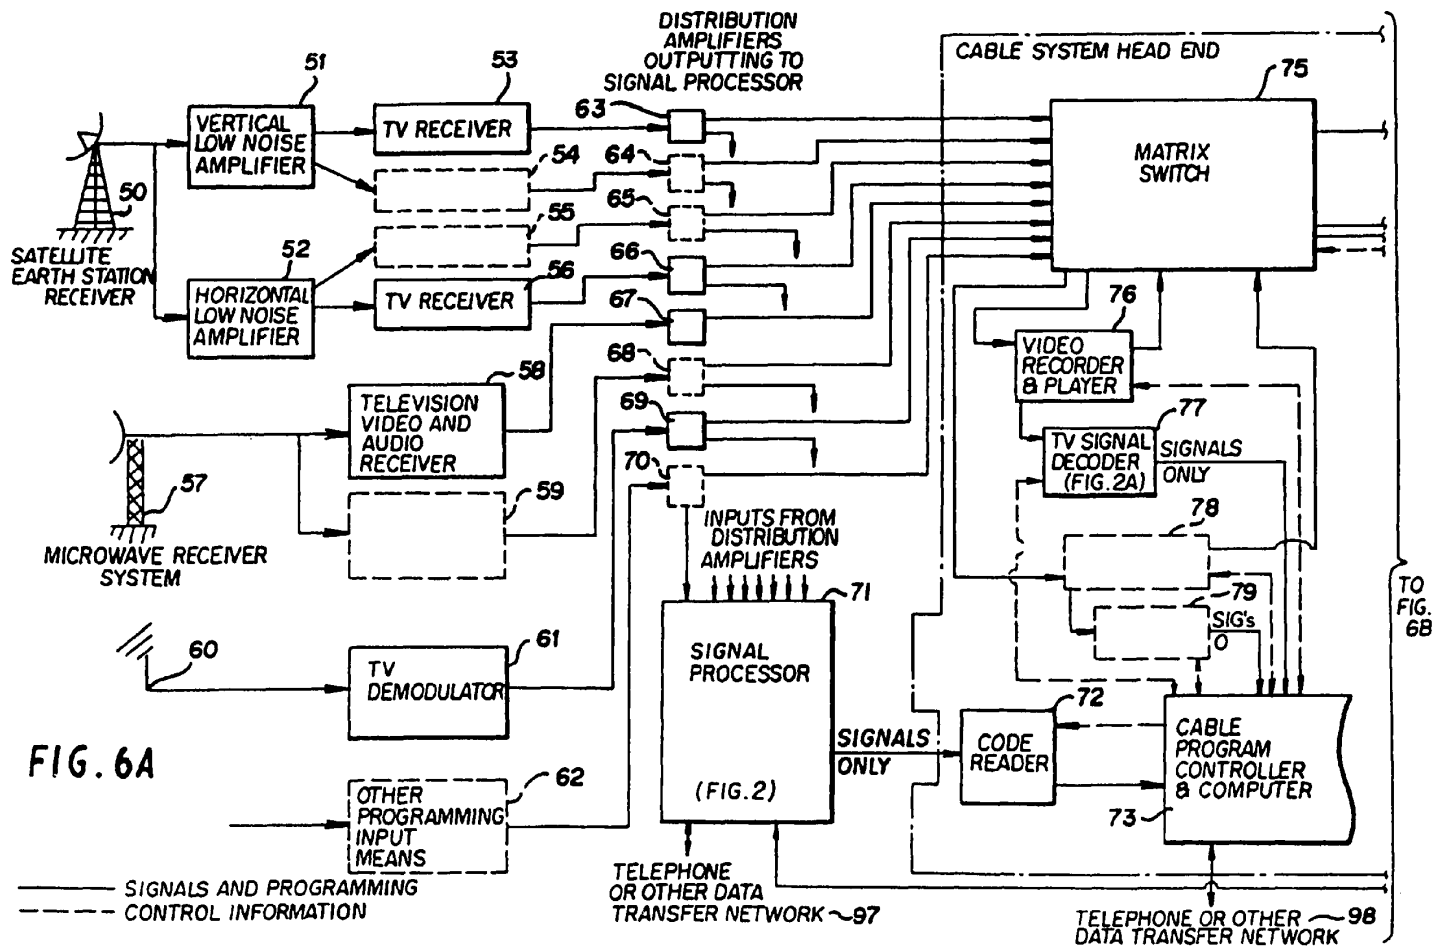 DISTRIBUTION
AMPLIFIERS
OUTPUTTING TO
SIGNAL PROCESSOR
CABLE SYSTEM HEAD END
51
53
63
75
VERTICAL
LOW NOISE
AMPLIFIER
TV RECEIVER
MATRIX
SWITCH
54
64
50
55
65
SATELLITE
EARTH STATION
RECEIVER
52
56
66
HORIZONTAL
LOW NOISE
AMPLIFIER
TV RECEIVER
67
76
VIDEO
RECORDER
& PLAYER
58
68
TELEVISION
VIDEO AND
AUDIO
RECEIVER
69
77
TV SIGNAL
DECODER
(FIG.2A)
SIGNALS
ONLY
57
59
70
MICROWAVE RECEIVER
SYSTEM
INPUTS FROM
DISTRIBUTION
AMPLIFIERS
78
79
SIG's
O
TO
FIG.
6B
71
SIGNAL
PROCESSOR
(FIG.2)
60
61
TV
DEMODULATOR
72
CODE
READER
SIGNALS
ONLY
CABLE
PROGRAM
CONTROLLER
& COMPUTER
73
FIG. 6A
62
OTHER
PROGRAMMING
INPUT
MEANS
TELEPHONE
OR OTHER DATA
TRANSFER NETWORK ~97
SIGNALS AND PROGRAMMING
CONTROL INFORMATION
TELEPHONE OR OTHER ~98
DATA TRANSFER NETWORK